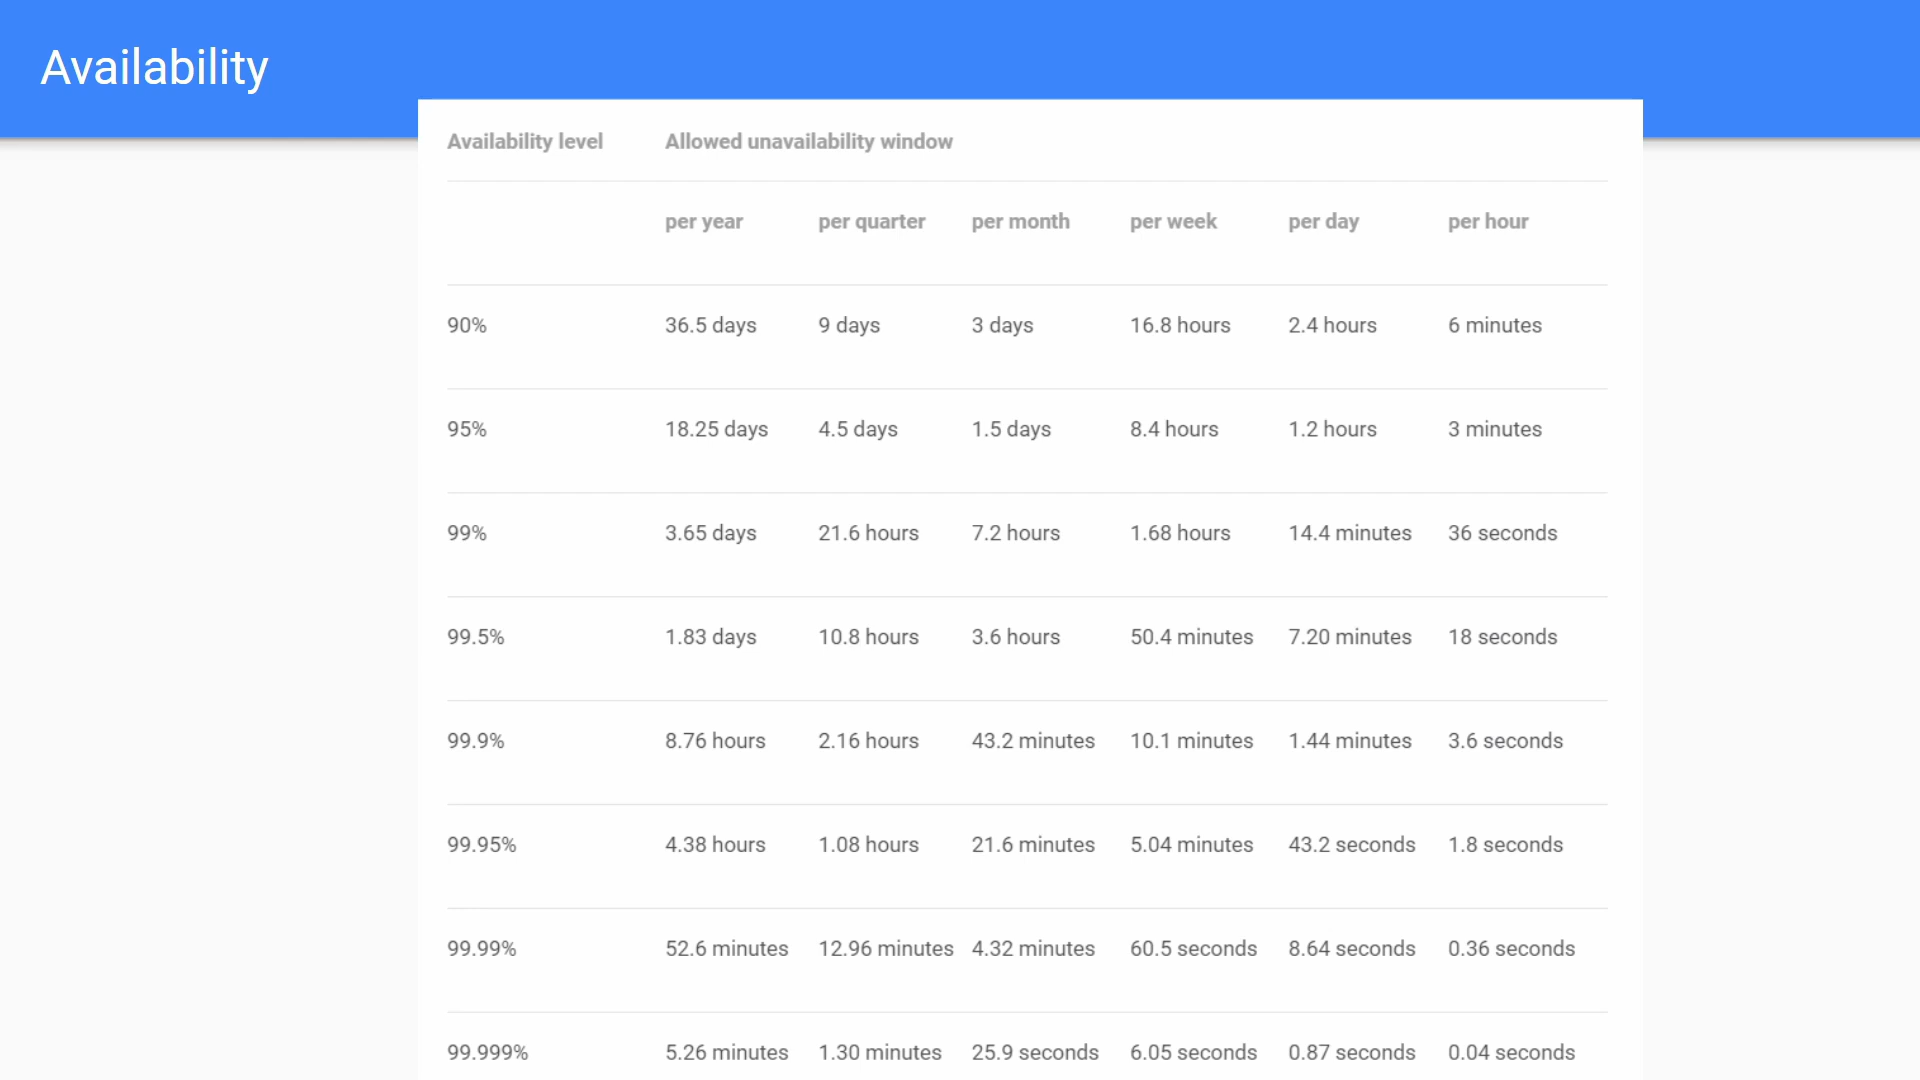 Availability
Availability level Allowed unavailability window
per year per quarter per month per week per day per hour
90% 36.5 days 9 days 3 days 16.8 hours 2.4 hours 6 minutes
95% 18.25 days 4.5 days 1.5 days 8.4 hours 1.2 hours 3 minutes
99% 3.65 days 21.6 hours 7.2 hours 1.68 hours 14.4 minutes 36 seconds
99.5% 1.83 days 10.8 hours 3.6 hours 50.4 minutes 7.20 minutes 18 seconds
99.9% 8.76 hours 2.16 hours 43.2 minutes 10.1 minutes 1.44 minutes 3.6 seconds
99.95% 4.38 hours 1.08 hours 21.6 minutes 5.04 minutes 43.2 seconds 1.8 seconds
99.99% 52.6 minutes 12.96 minutes 4.32 minutes 60.5 seconds 8.64 seconds 0.36 seconds
99.999% 5.26 minutes 1.30 minutes 25.9 seconds 6.05 seconds 0.87 seconds 0.04 seconds